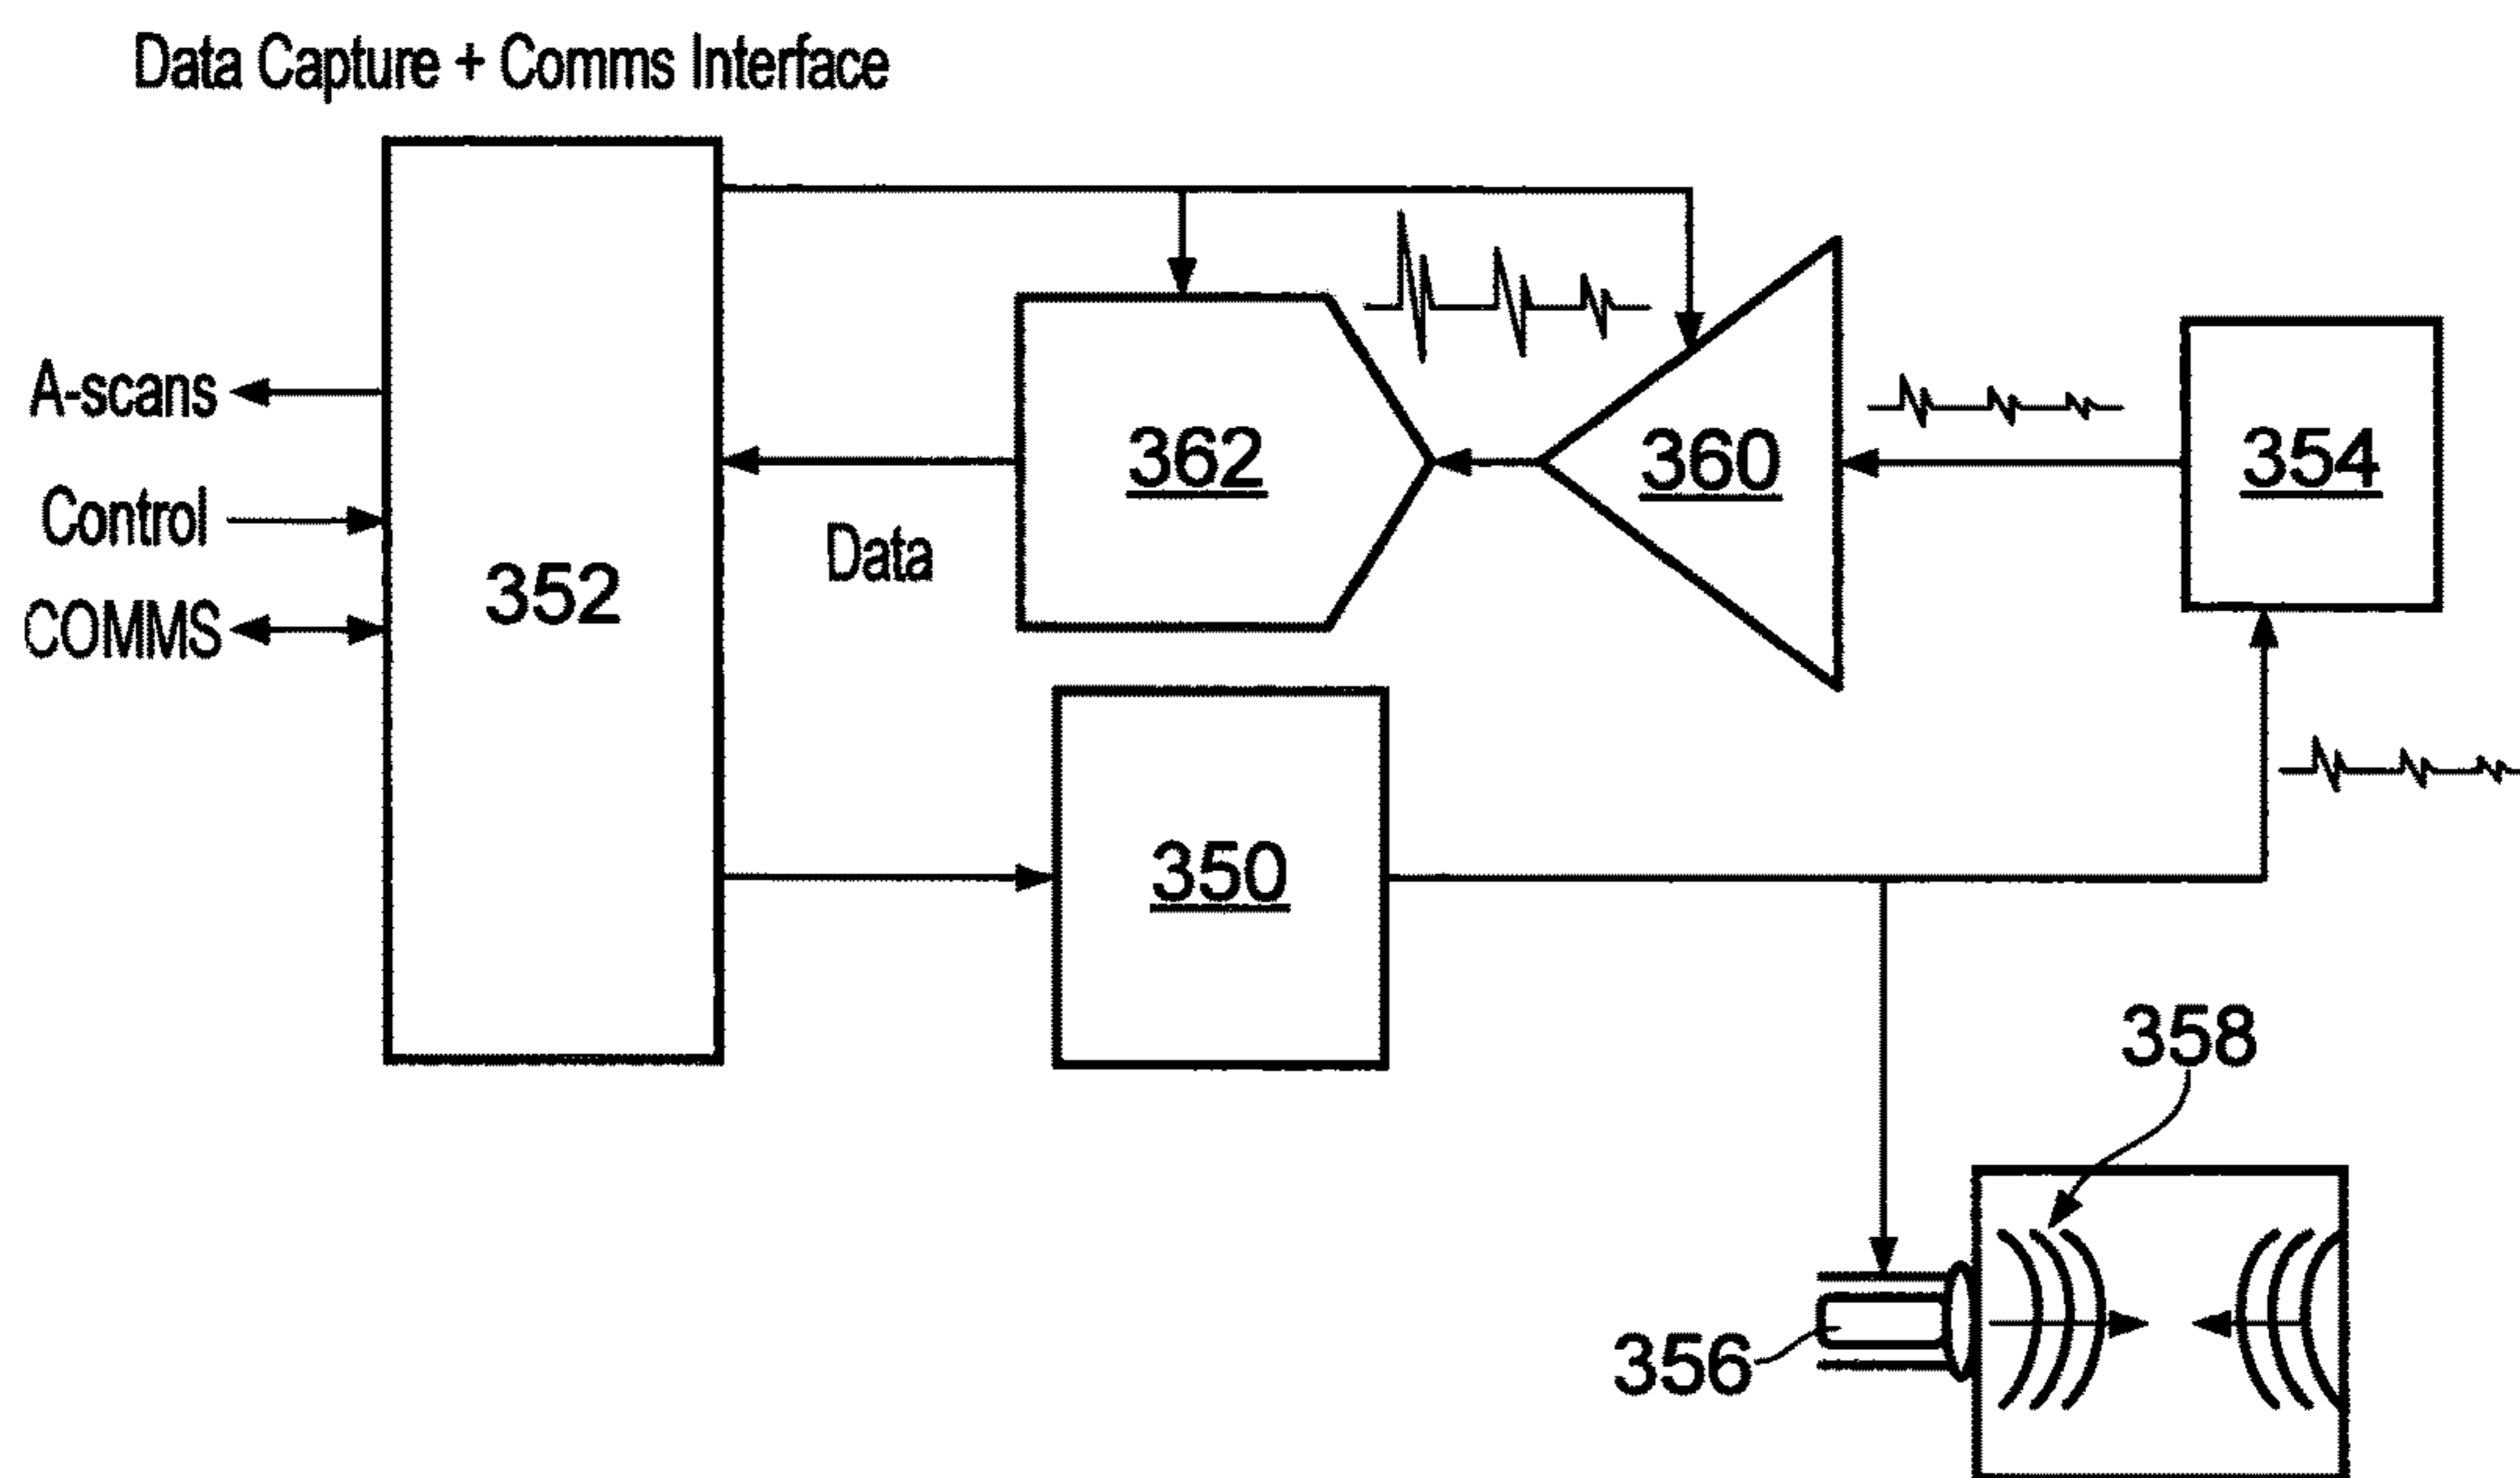 Data Capture + Comms Interface
A-scans
Control
COMMS
352
Data
362
360
354
350
358
356